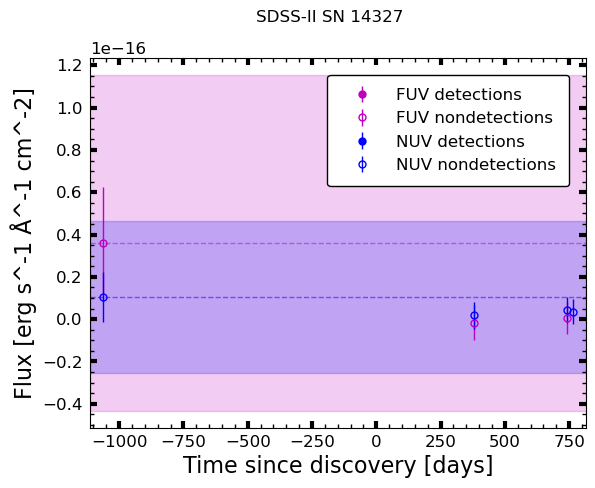 SDSS-II SN 14327
1e−16
1.2
1.0
0.8
0.6
0.4
0.2
0.0
−0.2
−0.4
Flux [erg s^-1 Å^-1 cm^-2]
FUV detections
FUV nondetections
NUV detections
NUV nondetections
−1000 −750 −500 −250 0 250 500 750
Time since discovery [days]